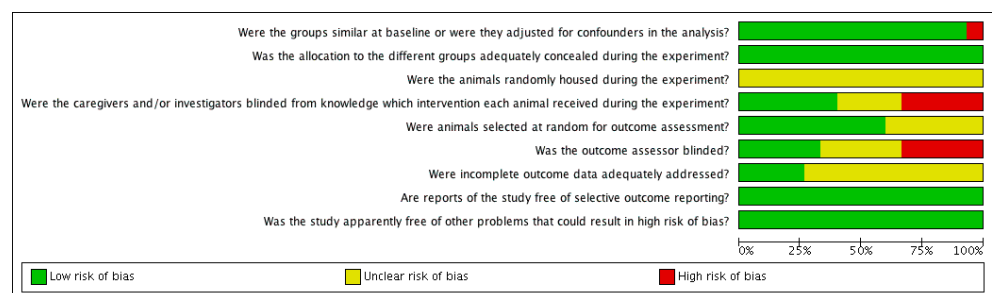 Were the groups similar at baseline or were they adjusted for confounders in the analysis?
Was the allocation to the different groups adequately concealed during the experiment?
Were the animals randomly housed during the experiment?
Were the caregivers and/or investigators blinded from knowledge which intervention each animal received during the experiment?
Were animals selected at random for outcome assessment?
Was the outcome assessor blinded?
Were incomplete outcome data adequately addressed?
Are reports of the study free of selective outcome reporting?
Was the study apparently free of other problems that could result in high risk of bias?
0% 25% 50% 75% 100%
Low risk of bias Unclear risk of bias High risk of bias